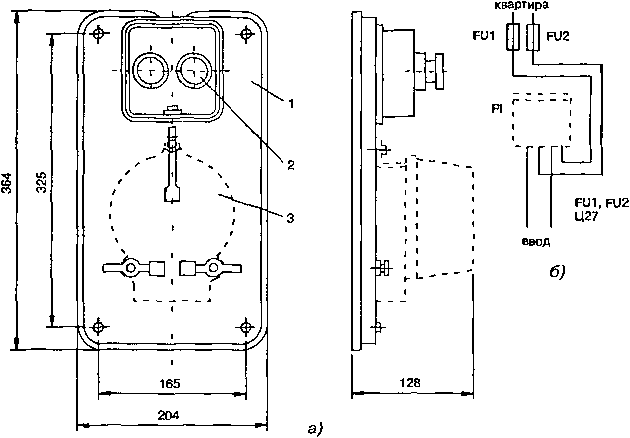 квартира
FU1
FU2
PI
FU1, FU2
Ц27
ввод
б)
364
325
1
2
3
165
204
128
а)